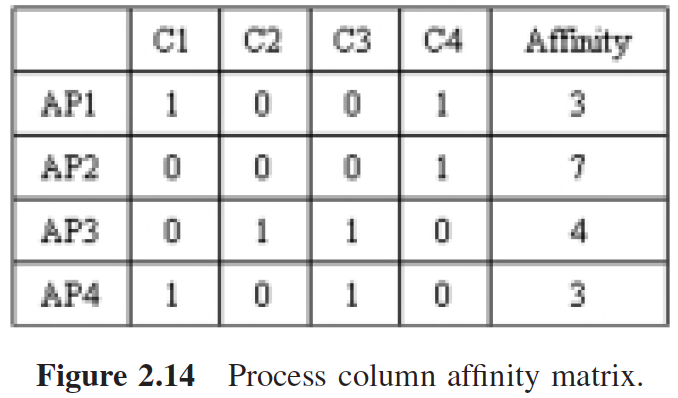 C1 C2 C3 C4 Affinity
AP1 1 0 0 1 3
AP2 0 0 0 1 7
AP3 0 1 1 0 4
AP4 1 0 1 0 3
Figure 2.14 Process column affinity matrix.